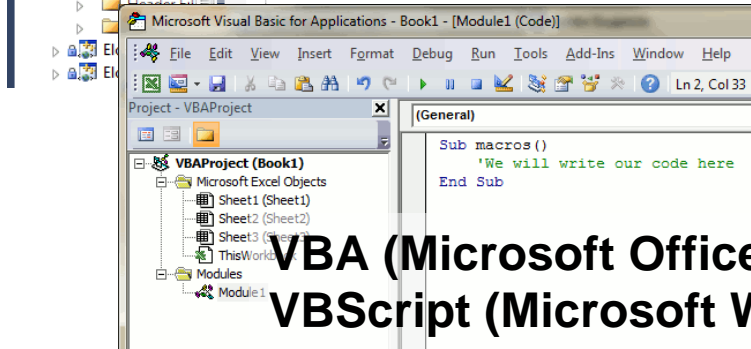 Header Fil
Microsoft Visual Basic for Applications - Book1 - [Module1 (Code)]
File Edit View Insert Format Debug Run Tools Add-Ins Window Help
Ln 2, Col 33
Project - VBAProject
(General)
Sub macros()
'We will write our code here
End Sub
VBAProject (Book1)
Microsoft Excel Objects
Sheet1 (Sheet1)
Sheet2 (Sheet2)
Sheet3 (Sheet3)
ThisWorkbook
Modules
Module1
VBA (Microsoft Office
VBScript (Microsoft W